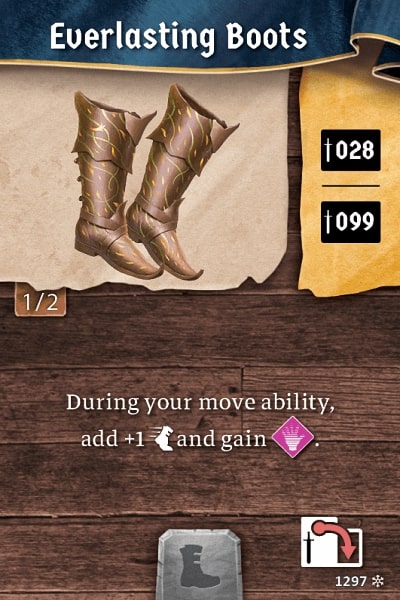 Everlasting Boots
028
099
1/2
During your move ability,
add +1 and gain .
1297